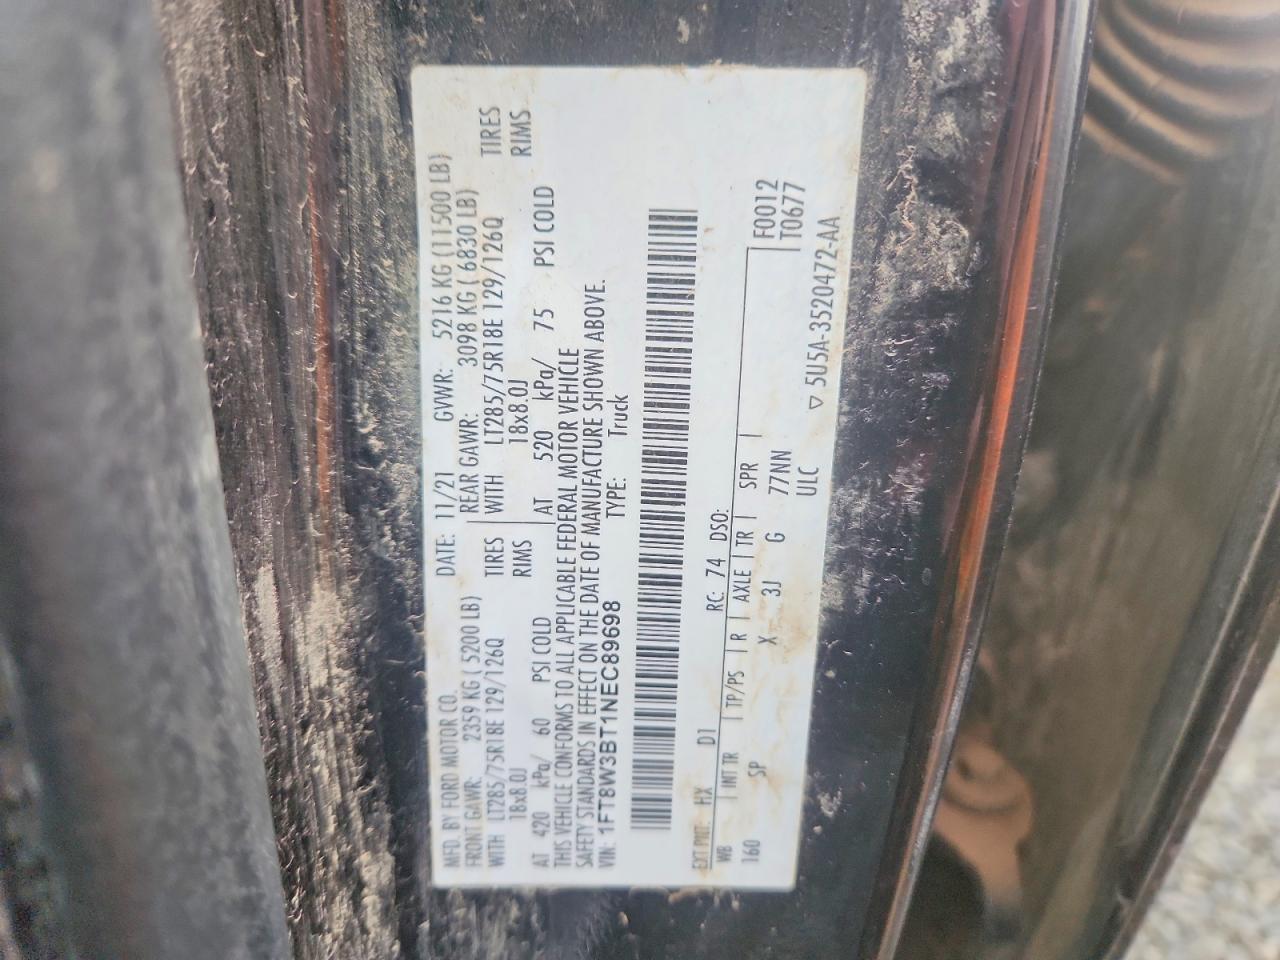 MFD. BY FORD MOTOR CO. DATE: 11/21 GVWR: 5216 KG (11500 LB)
FRONT GAWR: 2359 KG ( 5200 LB) REAR GAWR: 3098 KG ( 6830 LB)
WITH LT285/75R18E 129/126Q TIRES WITH LT285/75R18E 129/126Q TIRES
18x8.0J RIMS 18x8.0J RIMS
AT 420 kPa/ 60 PSI COLD AT 520 kPa/ 75 PSI COLD
THIS VEHICLE CONFORMS TO ALL APPLICABLE FEDERAL MOTOR VEHICLE
SAFETY STANDARDS IN EFFECT ON THE DATE OF MANUFACTURE SHOWN ABOVE.
VIN: 1FT8W3BT1NEC89698 TYPE: Truck
EXT PNT: HX D1 RC: 74 DSO:
WB INT TR TP/PS R AXLE TR SPR F0012
160 SP X 3J G 77NN T0677
ULC
▽ 5U5A-3520472-AA